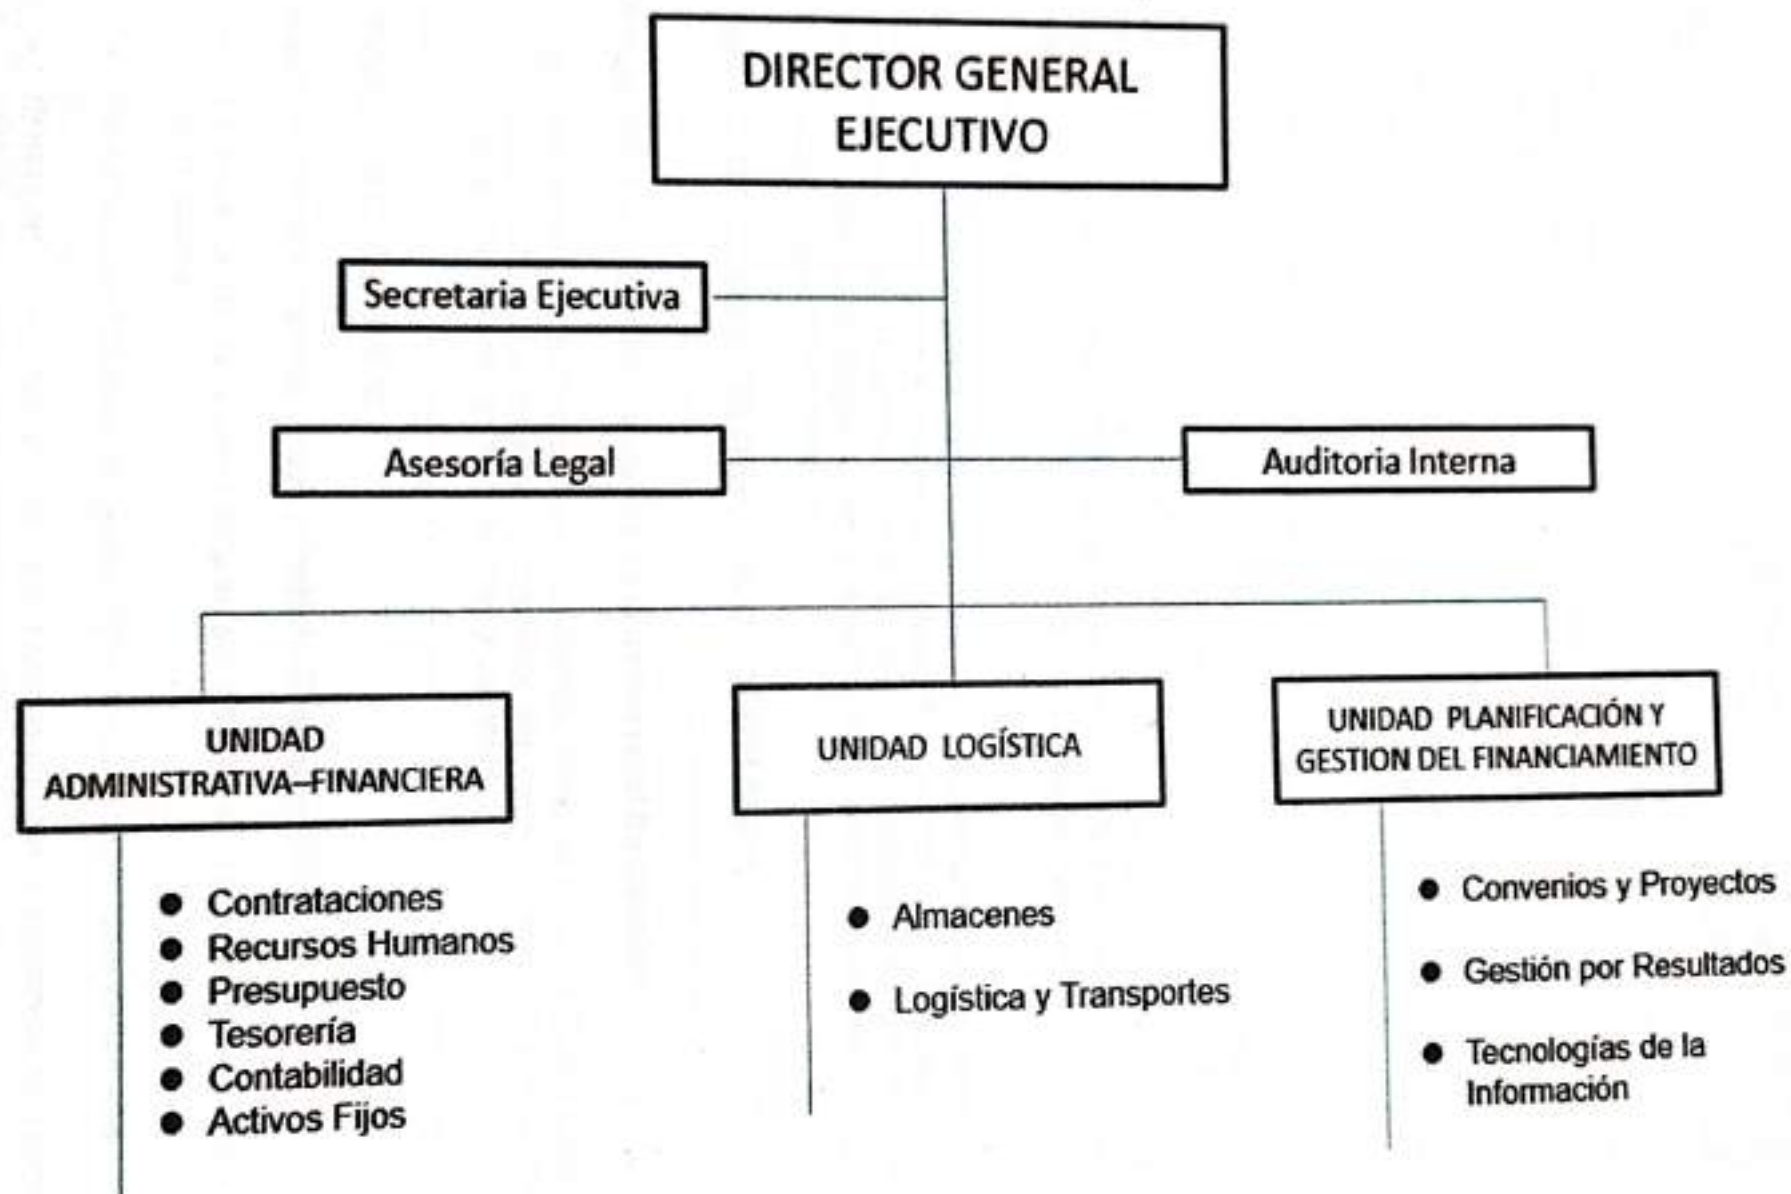 DIRECTOR GENERAL
EJECUTIVO
Secretaria Ejecutiva
Asesoría Legal
Auditoria Interna
UNIDAD
ADMINISTRATIVA–FINANCIERA
● Contrataciones
● Recursos Humanos
● Presupuesto
● Tesorería
● Contabilidad
● Activos Fijos
UNIDAD LOGÍSTICA
● Almacenes
● Logística y Transportes
UNIDAD PLANIFICACIÓN Y
GESTION DEL FINANCIAMIENTO
● Convenios y Proyectos
● Gestión por Resultados
● Tecnologías de la
Información